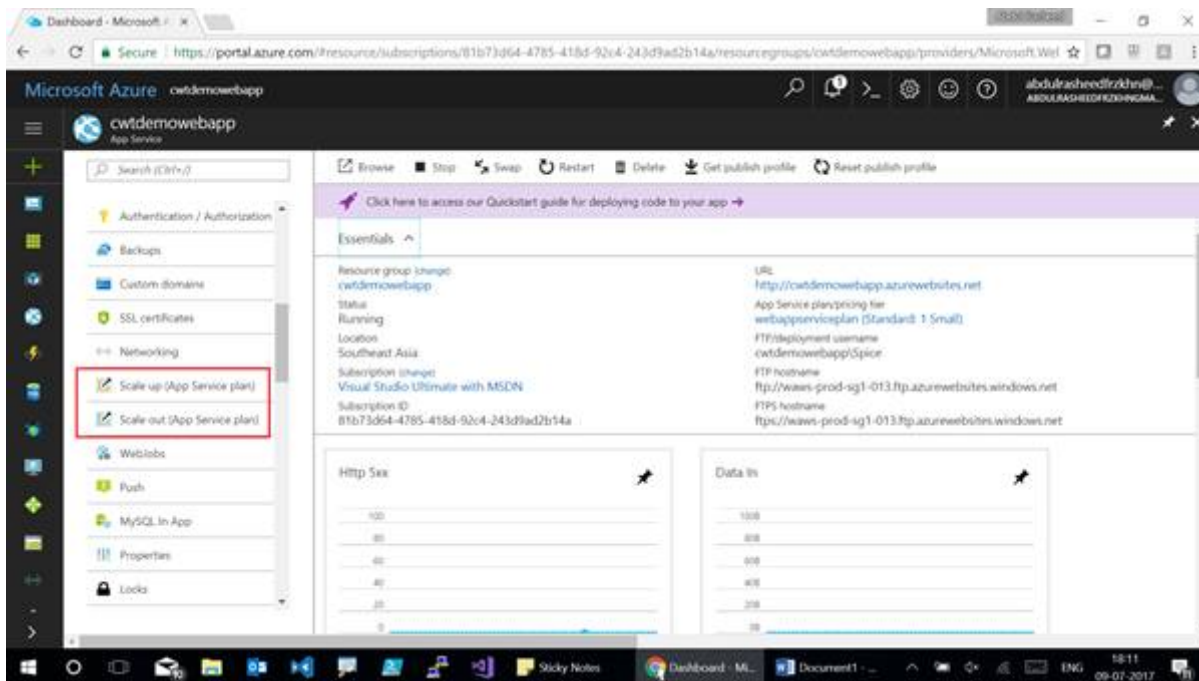 Dashboard - Microsoft
Secure
https://portal.azure.com/#resource/subscriptions/81b73d64-4785-418d-92c4-243d9ad2b14a/resourcegroups/cwtdemowebapp/providers/Microsoft.Wel
Microsoft Azure cwtdemowebapp
abdulrasheedfrzkhn@...
cwtdemowebapp
App Service
Search (Ctrl+/)
Browse Stop Swap Restart Delete Get publish profile Reset publish profile
Click here to access our Quickstart guide for deploying code to your app →
Authentication / Authorization
Backups
Custom domains
SSL certificates
Networking
Scale up (App Service plan)
Scale out (App Service plan)
WebJobs
Push
MySQL In App
Properties
Locks
Essentials
Resource group (change)
cwtdemowebapp
Status
Running
Location
Southeast Asia
Subscription (change)
Visual Studio Ultimate with MSDN
Subscription ID
81b73d64-4785-418d-92c4-243d9ad2b14a
URL
http://cwtdemowebapp.azurewebsites.net
App Service plan/pricing tier
webappserviceplan (Standard: 1 Small)
FTP/deployment username
cwtdemowebapp\Spice
FTP hostname
ftp://waws-prod-sg1-013.ftp.azurewebsites.windows.net
FTPS hostname
ftps://waws-prod-sg1-013.ftp.azurewebsites.windows.net
Http 5xx
100
80
60
40
20
0
Data In
100B
80B
60B
40B
20B
0B
Sticky Notes
Dashboard - Mi...
Document1 - ...
ENG
18:11
09-07-2017